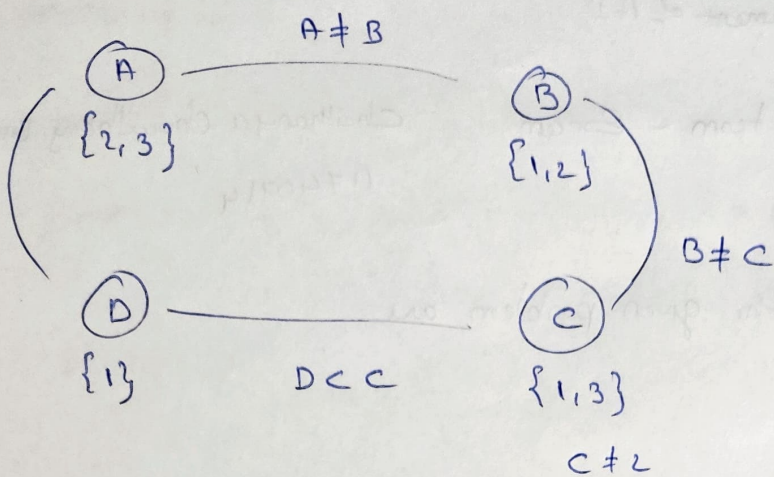 A ≠ B
A
B
{2,3}
{1,2}
B ≠ C
D
C
{1}
D < C
{1,3}
C ≠ 2